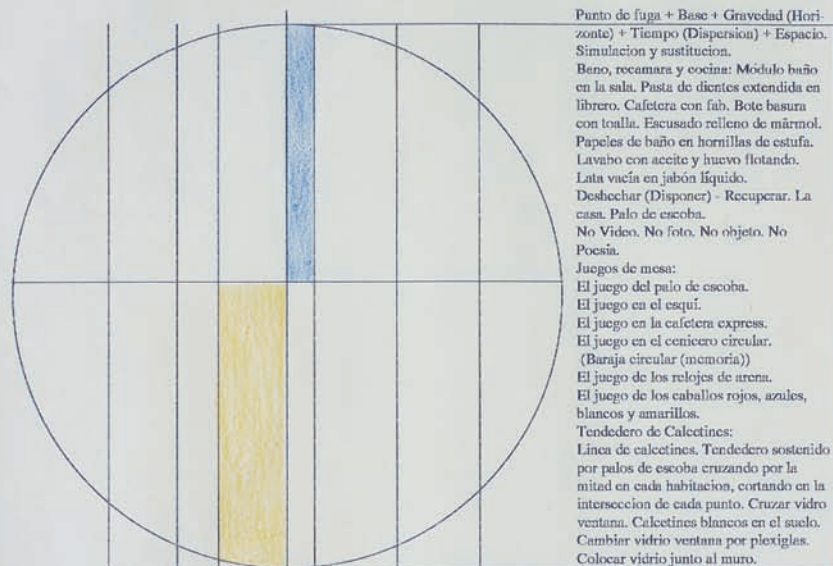 Punto de fuga + Base + Gravedad (Hori-
zonte) + Tiempo (Dispersion) + Espacio.
Simulacion y sustitucion.
Bano, recamara y cocina: Módulo baño
en la sala. Pasta de dientes extendida en
librero. Cafetera con fab. Bote basura
con toalla. Escusado relleno de mármol.
Papeles de baño en hornillas de estufa.
Lavabo con aceite y huevo flotando.
Lata vacía en jabón líquido.
Deshechar (Disponer) - Recuperar. La
casa. Palo de escoba.
No Video. No foto. No objeto. No
Poesia.
Juegos de mesa:
El juego del palo de escoba.
El juego en el esquí.
El juego en la cafetera express.
El juego en el cenicero circular.
(Baraja circular (memoria))
El juego de los relojes de arena.
El juego de los caballos rojos, azules,
blancos y amarillos.
Tendedero de Calcetines:
Linea de calcetines. Tendedero sostenido
por palos de escoba cruzando por la
mitad en cada habitacion, cortando en la
interseccion de cada punto. Cruzar vidro
ventana. Calcetines blancos en el suelo.
Cambiar vidrio ventana por plexiglas.
Colocar vidrio junto al muro.